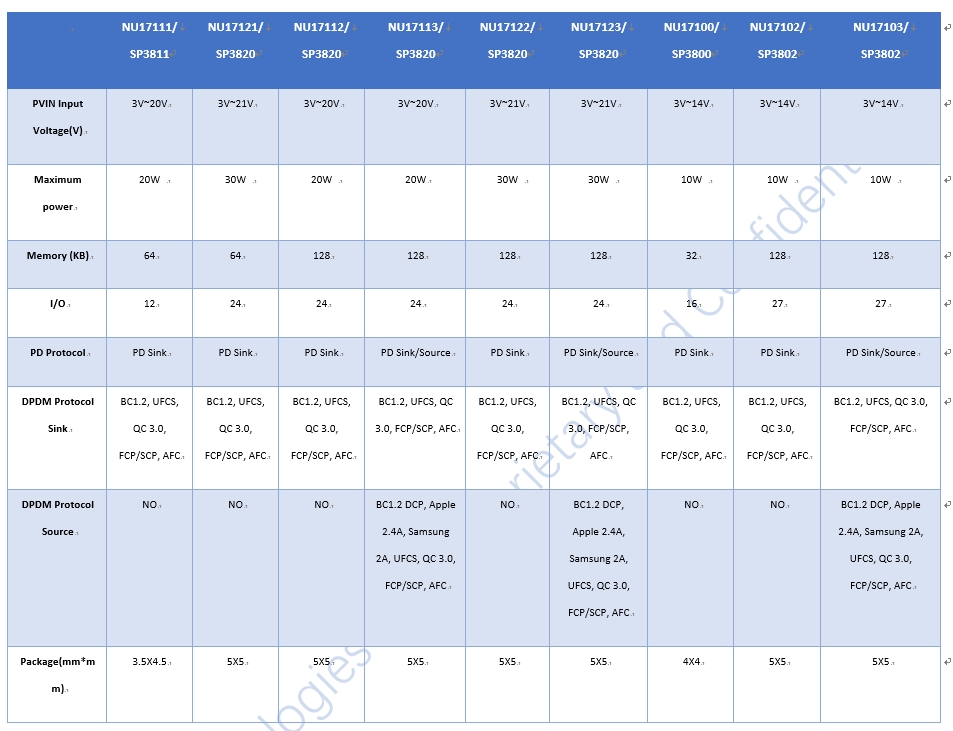 NU17111/ NU17121/ NU17112/ NU17113/ NU17122/ NU17123/ NU17100/ NU17102/ NU17103/
SP3811 SP3820 SP3820 SP3820 SP3820 SP3820 SP3800 SP3802 SP3802
PVIN Input 3V~20V 3V~21V 3V~20V 3V~20V 3V~21V 3V~21V 3V~14V 3V~14V 3V~14V
Voltage(V)
Maximum 20W 30W 20W 20W 30W 30W 10W 10W 10W
power
Memory (KB) 64 64 128 128 128 128 32 128 128
I/O 12 24 24 24 24 24 16 27 27
PD Protocol PD Sink PD Sink PD Sink PD Sink/Source PD Sink PD Sink/Source PD Sink PD Sink PD Sink/Source
DPDM Protocol BC1.2, UFCS, BC1.2, UFCS, BC1.2, UFCS, BC1.2, UFCS, QC BC1.2, UFCS, BC1.2, UFCS, QC BC1.2, UFCS, BC1.2, UFCS, BC1.2, UFCS, QC 3.0,
Sink QC 3.0, QC 3.0, QC 3.0, 3.0, FCP/SCP, AFC QC 3.0, 3.0, FCP/SCP, QC 3.0, QC 3.0, FCP/SCP, AFC
FCP/SCP, AFC FCP/SCP, AFC FCP/SCP, AFC FCP/SCP, AFC AFC FCP/SCP, AFC FCP/SCP, AFC
DPDM Protocol NO NO NO BC1.2 DCP, Apple NO BC1.2 DCP, NO NO BC1.2 DCP, Apple
Source 2.4A, Samsung Apple 2.4A, 2.4A, Samsung 2A,
2A, UFCS, QC 3.0, Samsung 2A, UFCS, QC 3.0,
FCP/SCP, AFC UFCS, QC 3.0, FCP/SCP, AFC
FCP/SCP, AFC
Package(mm*m 3.5X4.5 5X5 5X5 5X5 5X5 5X5 4X4 5X5 5X5
m)